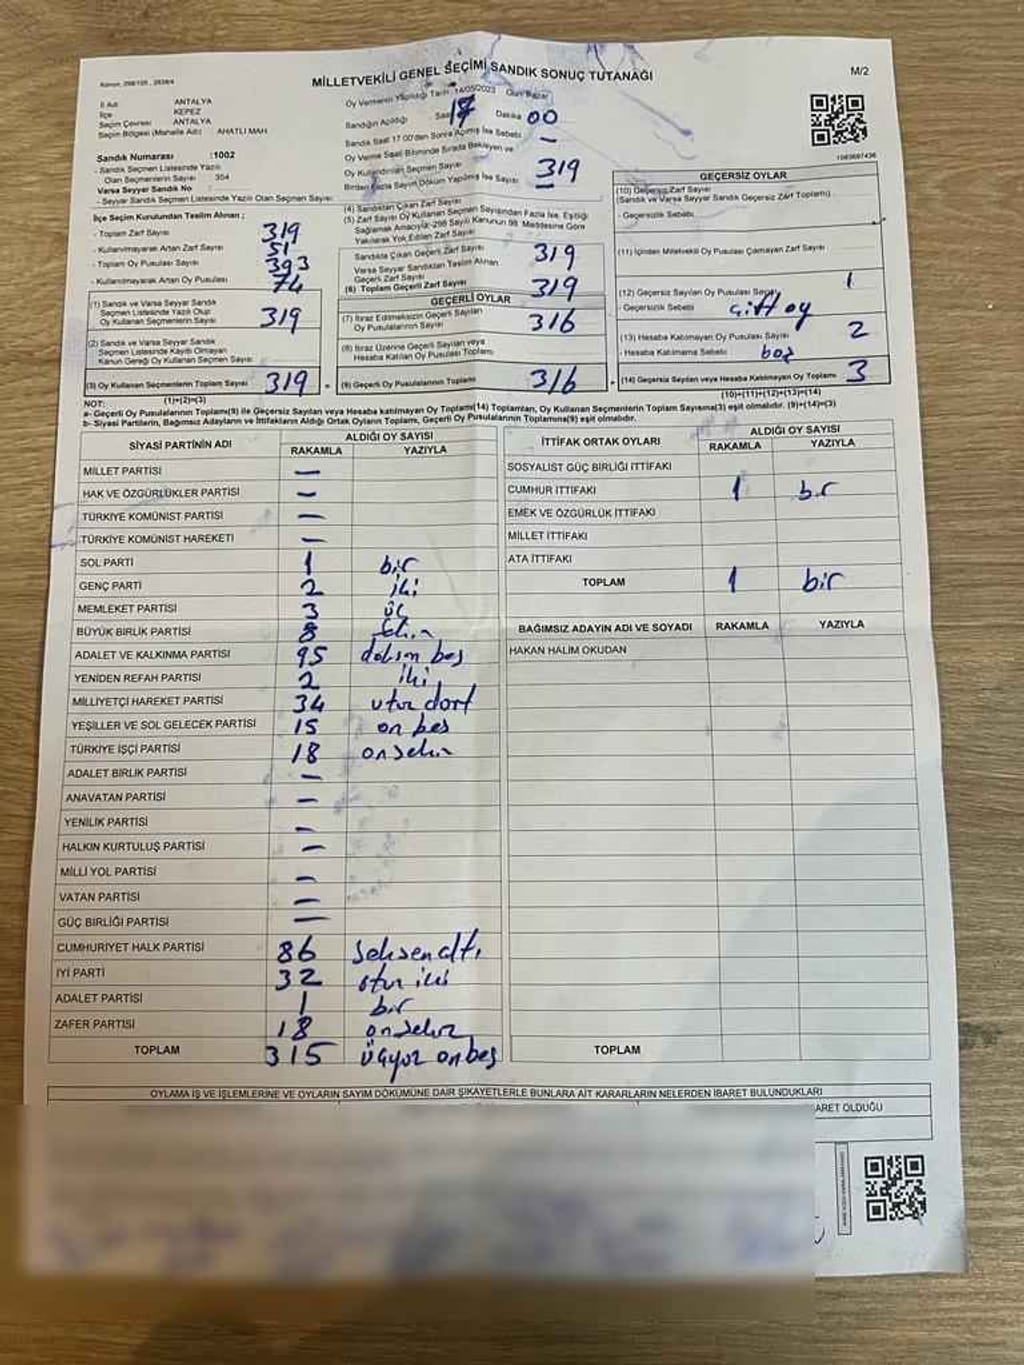 MİLLETVEKİLİ GENEL SEÇİMİ SANDIK SONUÇ TUTANAĞI
M/2
İl Adı ANTALYA
İlçe KEPEZ
Seçim Çevresi ANTALYA
Seçim Bölgesi (Mahalle Adı) AHATLI MAH
Sandık Numarası :1002
- Sandık Seçmen Listesinde Yazılı
Olan Seçmenlerin Sayısı 354
Varsa Seyyar Sandık No :
- Seyyar Sandık Seçmen Listesinde Yazılı Olan Seçmen Sayısı
Oy Vermenin Yapıldığı Tarih 14/05/2023 Gün Pazar
Sandığın Açıldığı Saat 17 Dakika 00
Sandık Saat 17:00'den Sonra Açılmış İse Sebebi –
Oy Verme Saat Bitiminde Sırada Bekleyen ve
Oy Kullandırılan Seçmen Sayısı 319
Birden Fazla Sayım Döküm Yapılmış İse Sayısı –
İlçe Seçim Kurulundan Teslim Alınan ;
- Toplam Zarf Sayısı 319
- Kullanılmayarak Artan Zarf Sayısı 51
- Toplam Oy Pusulası Sayısı 393
- Kullanılmayarak Artan Oy Pusulası 74
(1) Sandık ve Varsa Seyyar Sandık
Seçmen Listesinde Yazılı Olup
Oy Kullanan Seçmenlerin Sayısı 319
(2) Sandık ve Varsa Seyyar Sandık
Seçmen Listesinde Kayıtlı Olmayan
Kanun Gereği Oy Kullanan Seçmen Sayısı
(3) Oy Kullanan Seçmenlerin Toplam Sayısı 319
(1)+(2)=(3)
(4) Sandıktan Çıkan Zarf Sayısı
(5) Zarf Sayısı Oy Kullanan Seçmen Sayısından Fazla İse, Eşitliği
Sağlamak Amacıyla 298 Sayılı Kanunun 98. Maddesine Göre
Yakılarak Yok Edilen Zarf Sayısı
Sandıkta Çıkan Geçerli Zarf Sayısı 319
Varsa Seyyar Sandıktan Teslim Alınan
Geçerli Zarf Sayısı
(6) Toplam Geçerli Zarf Sayısı 319
GEÇERLİ OYLAR
(7) İtiraz Edilmeksizin Geçerli Sayılan
Oy Pusulalarının Sayısı 316
(8) İtiraz Üzerine Geçerli Sayılan veya
Hesaba Katılan Oy Pusulası Toplamı
(9) Geçerli Oy Pusulalarının Toplamı 316
GEÇERSİZ OYLAR
(10) Geçersiz Zarf Sayısı
(Sandık ve Varsa Seyyar Sandık Geçersiz Zarf Toplamı)
- Geçersizlik Sebebi
(11) İçinden Milletvekili Oy Pusulası Çıkmayan Zarf Sayısı
(12) Geçersiz Sayılan Oy Pusulası Sayısı 1
- Geçersizlik Sebebi çift oy
(13) Hesaba Katılmayan Oy Pusulası Sayısı 2
- Hesaba Katılmama Sebebi boş
(14) Geçersiz Sayılan veya Hesaba Katılmayan Oy Toplamı 3
(10)+(11)+(12)+(13)=(14)
NOT:
a- Geçerli Oy Pusulalarının Toplamı(9) ile Geçersiz Sayılan veya Hesaba katılmayan Oy Toplamı(14) Toplamları, Oy Kullanan Seçmenlerin Toplam Sayısına(3) eşit olmalıdır. (9)+(14)=(3)
b- Siyasi Partilerin, Bağımsız Adayların ve İttifakların Aldığı Ortak Oyların Toplamı, Geçerli Oy Pusulalarının Toplamına(9) eşit olmalıdır.
SİYASİ PARTİNİN ADI ALDIĞI OY SAYISI
RAKAMLA YAZIYLA
MİLLET PARTİSİ –
HAK VE ÖZGÜRLÜKLER PARTİSİ –
TÜRKİYE KOMÜNİST PARTİSİ –
TÜRKİYE KOMÜNİST HAREKETİ –
SOL PARTİ 1 bir
GENÇ PARTİ 2 iki
MEMLEKET PARTİSİ 3 üç
BÜYÜK BİRLİK PARTİSİ 8
ADALET VE KALKINMA PARTİSİ 95 doksan beş
YENİDEN REFAH PARTİSİ 2 iki
MİLLİYETÇİ HAREKET PARTİSİ 34 otuz dört
YEŞİLLER VE SOL GELECEK PARTİSİ 15 on beş
TÜRKİYE İŞÇİ PARTİSİ 18 on sekiz
ADALET BİRLİK PARTİSİ –
ANAVATAN PARTİSİ –
YENİLİK PARTİSİ –
HALKIN KURTULUŞ PARTİSİ –
MİLLİ YOL PARTİSİ –
VATAN PARTİSİ –
GÜÇ BİRLİĞİ PARTİSİ –
CUMHURİYET HALK PARTİSİ 86 seksen altı
İYİ PARTİ 32 otuz iki
ADALET PARTİSİ 1 bir
ZAFER PARTİSİ 18 on sekiz
TOPLAM 315 üçyüz on beş
İTTİFAK ORTAK OYLARI ALDIĞI OY SAYISI
RAKAMLA YAZIYLA
SOSYALİST GÜÇ BİRLİĞİ İTTİFAKI
CUMHUR İTTİFAKI 1 bir
EMEK VE ÖZGÜRLÜK İTTİFAKI
MİLLET İTTİFAKI
ATA İTTİFAKI
TOPLAM 1 bir
BAĞIMSIZ ADAYIN ADI VE SOYADI RAKAMLA YAZIYLA
HAKAN HALİM OKUDAN
TOPLAM
OYLAMA İŞ VE İŞLEMLERİNE VE OYLARIN SAYIM DÖKÜMÜNE DAİR ŞİKAYETLERLE BUNLARA AİT KARARLARIN NELERDEN İBARET BULUNDUKLARI
ARET OLDUĞU